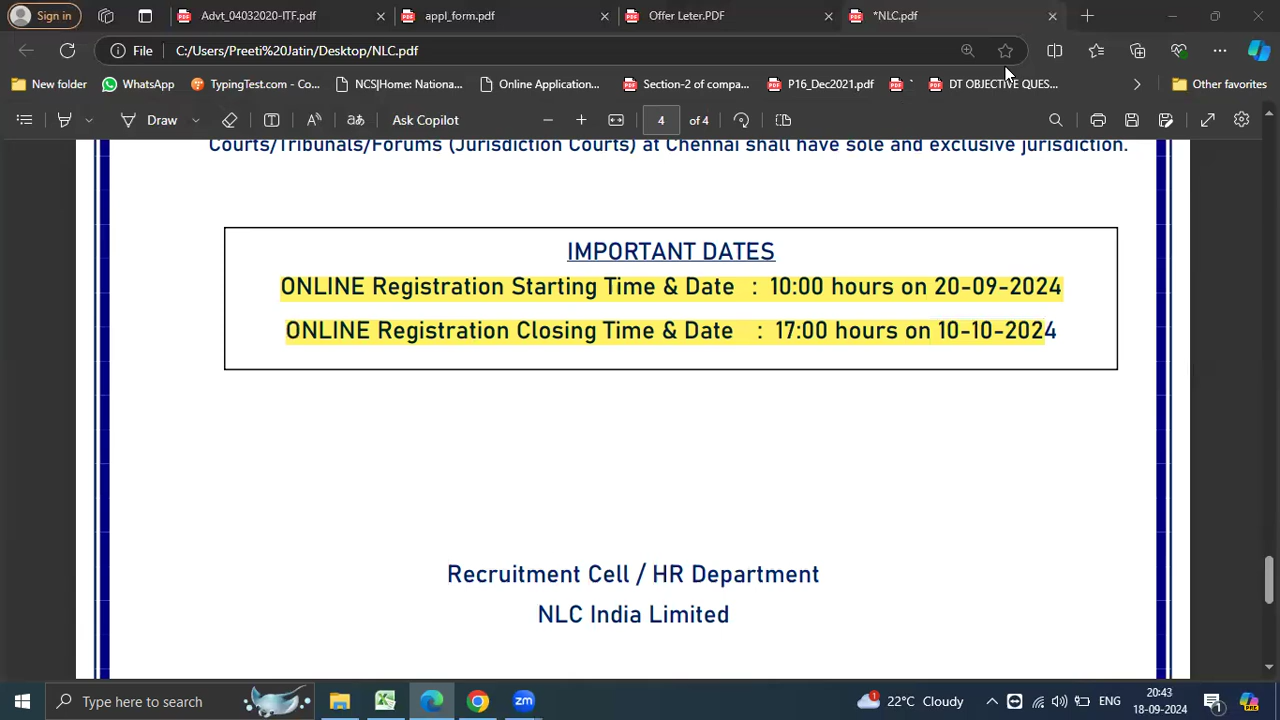 Sign in
Advt_04032020-ITF.pdf
appl_form.pdf
Offer Leter.PDF
*NLC.pdf
File
C:/Users/Preeti%20Jatin/Desktop/NLC.pdf
New folder
WhatsApp
TypingTest.com - Co...
NCS|Home: Nationa...
Online Application...
Section-2 of compa...
P16_Dec2021.pdf
`
DT OBJECTIVE QUES...
Other favorites
Draw
Ask Copilot
4
of 4
Courts/Tribunals/Forums (Jurisdiction Courts) at Chennai shall have sole and exclusive jurisdiction.
IMPORTANT DATES
ONLINE Registration Starting Time & Date : 10:00 hours on 20-09-2024
ONLINE Registration Closing Time & Date : 17:00 hours on 10-10-2024
Recruitment Cell / HR Department
NLC India Limited
Type here to search
22°C Cloudy
ENG
20:43
18-09-2024